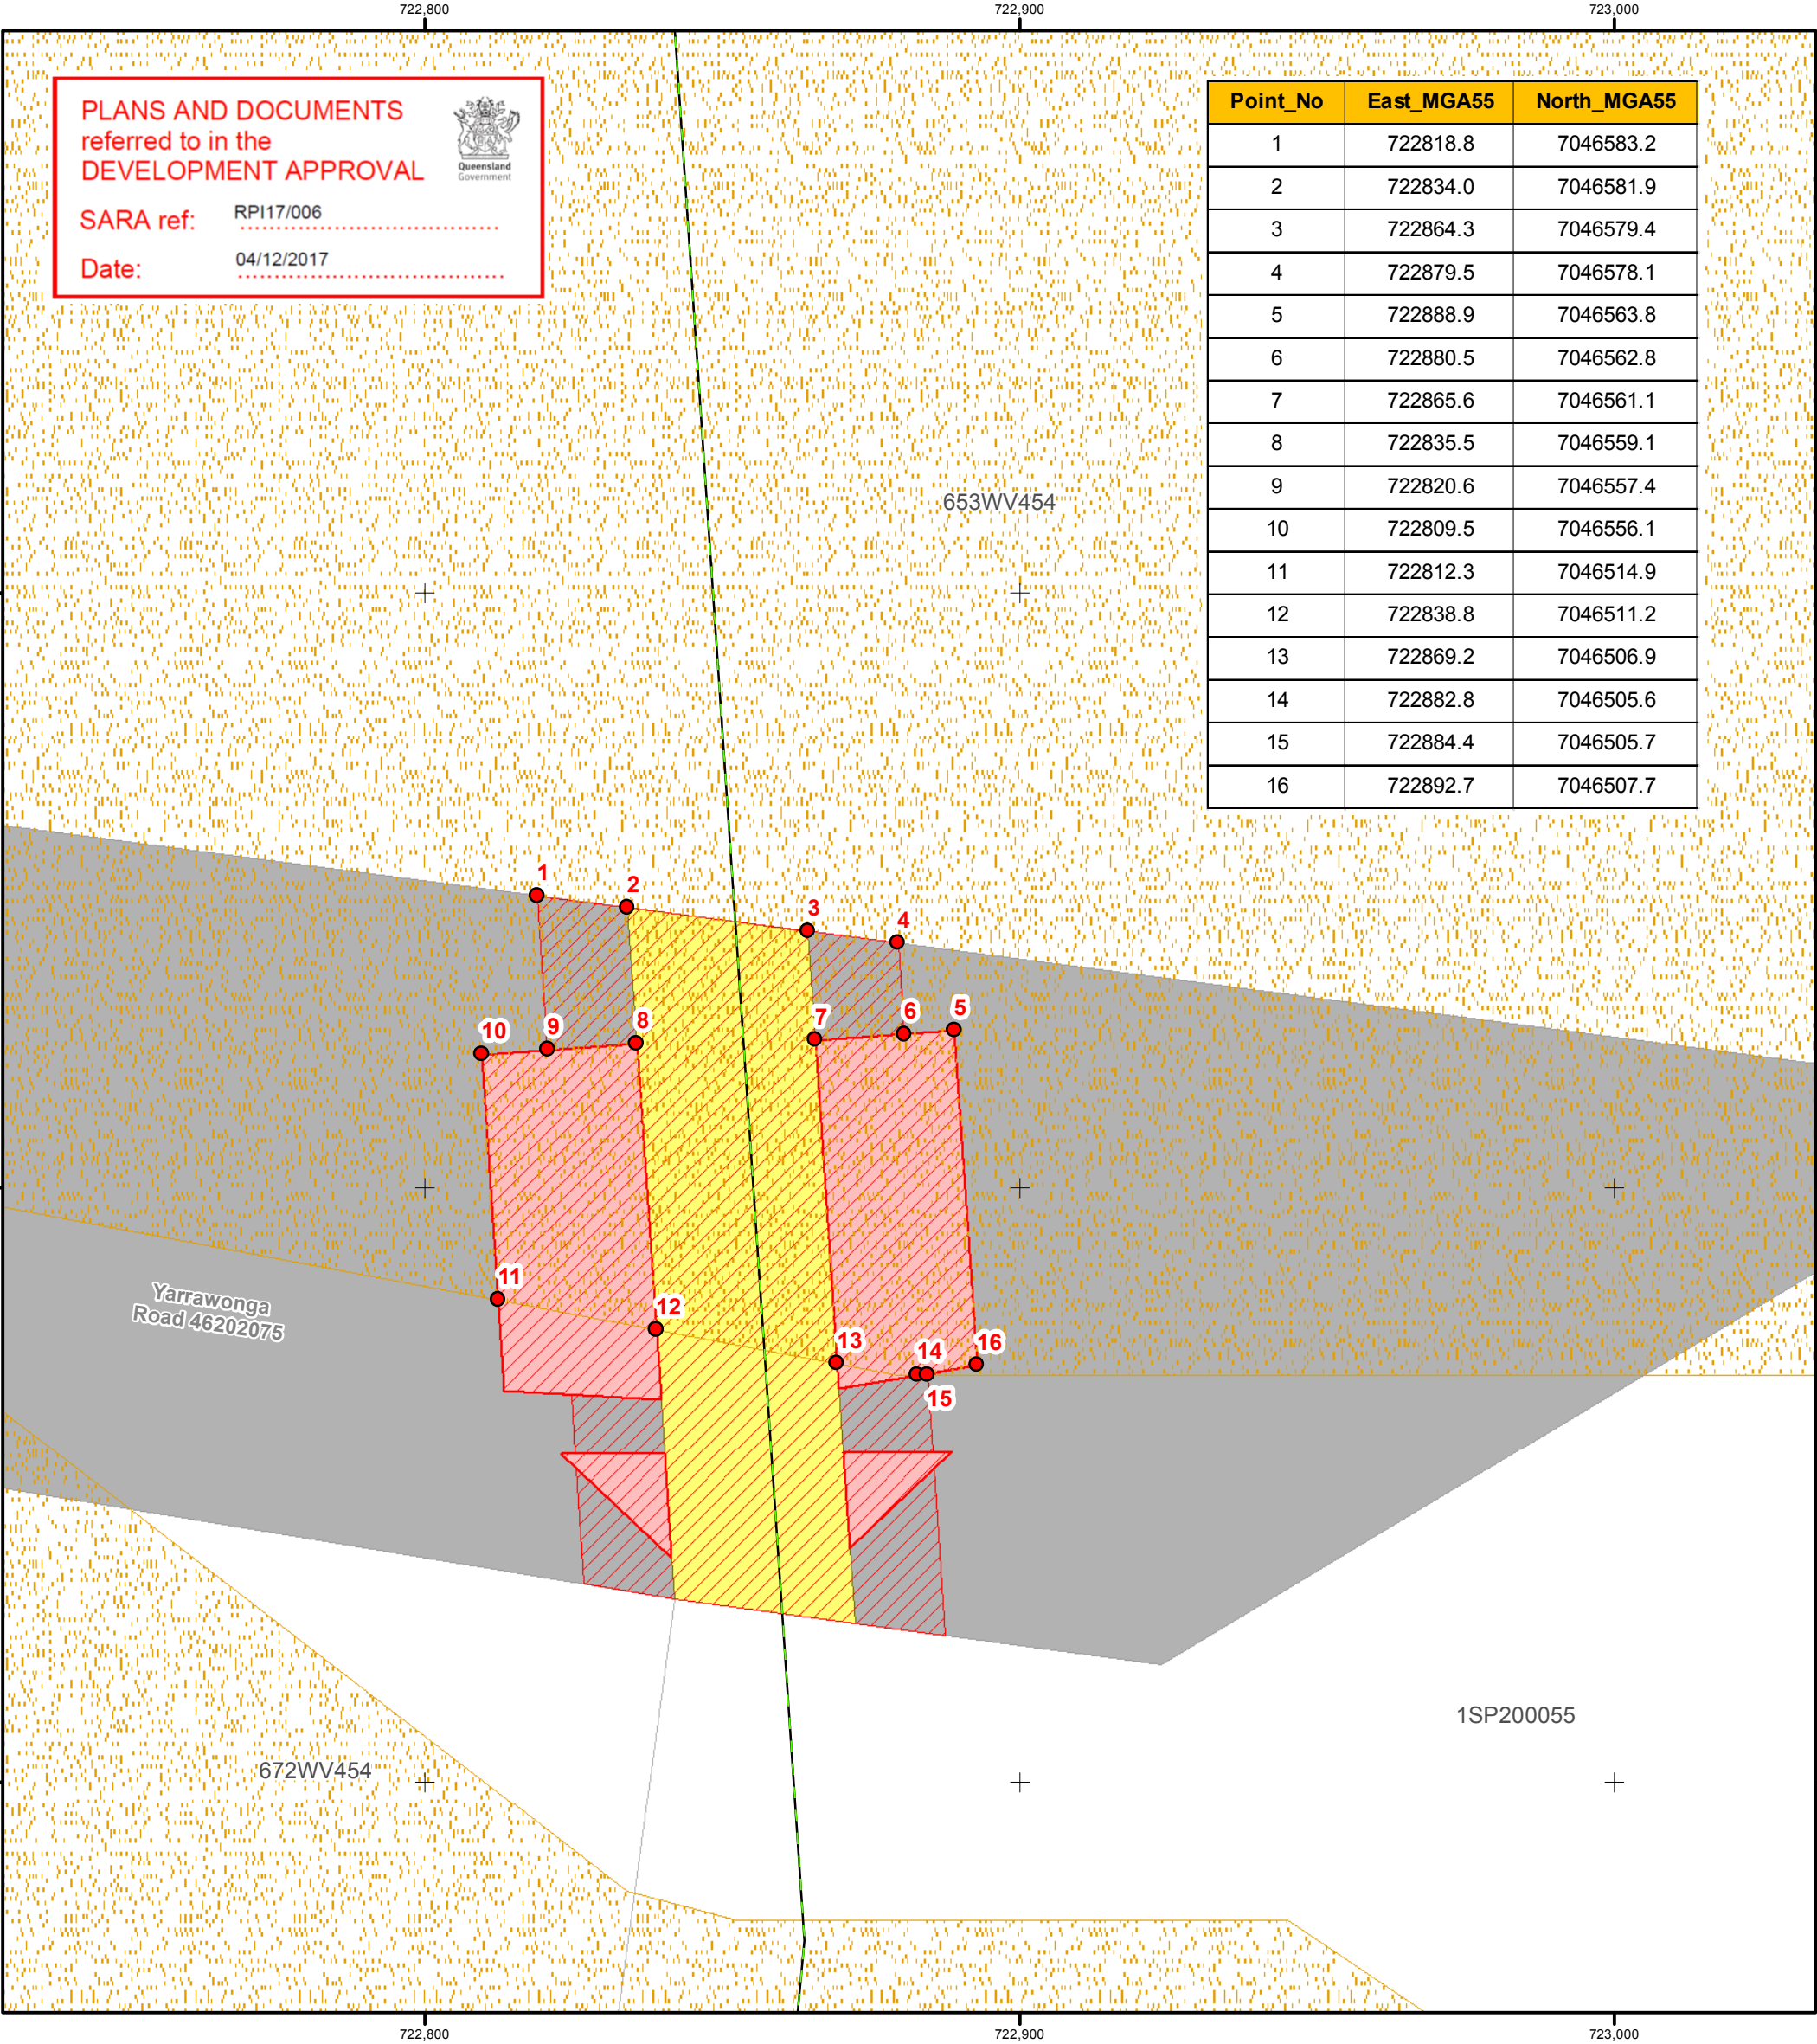 722,800
722,900
723,000
PLANS AND DOCUMENTS
referred to in the
DEVELOPMENT APPROVAL
Queensland
Government
SARA ref: RPI17/006
Date: 04/12/2017
Point_No East_MGA55 North_MGA55
1 722818.8 7046583.2
2 722834.0 7046581.9
3 722864.3 7046579.4
4 722879.5 7046578.1
5 722888.9 7046563.8
6 722880.5 7046562.8
7 722865.6 7046561.1
8 722835.5 7046559.1
9 722820.6 7046557.4
10 722809.5 7046556.1
11 722812.3 7046514.9
12 722838.8 7046511.2
13 722869.2 7046506.9
14 722882.8 7046505.6
15 722884.4 7046505.7
16 722892.7 7046507.7
653WV454
1
2
3
4
5
6
7
8
9
10
11
12
13
14
15
16
Yarrawonga
Road 46202075
1SP200055
672WV454
722,800
722,900
723,000